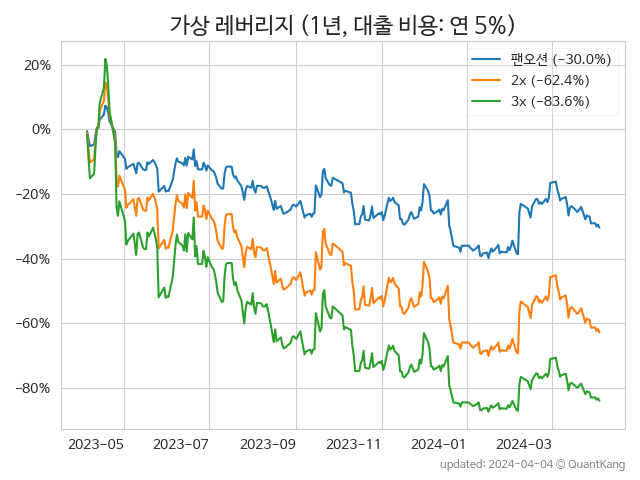 가상 레버리지 (1년, 대출 비용: 연 5%)
팬오션 (−30.0%)
2x (−62.4%)
3x (−83.6%)
20%
0%
−20%
−40%
−60%
−80%
2023−05 2023−07 2023−09 2023−11 2024−01 2024−03
updated: 2024−04−04 © QuantKang